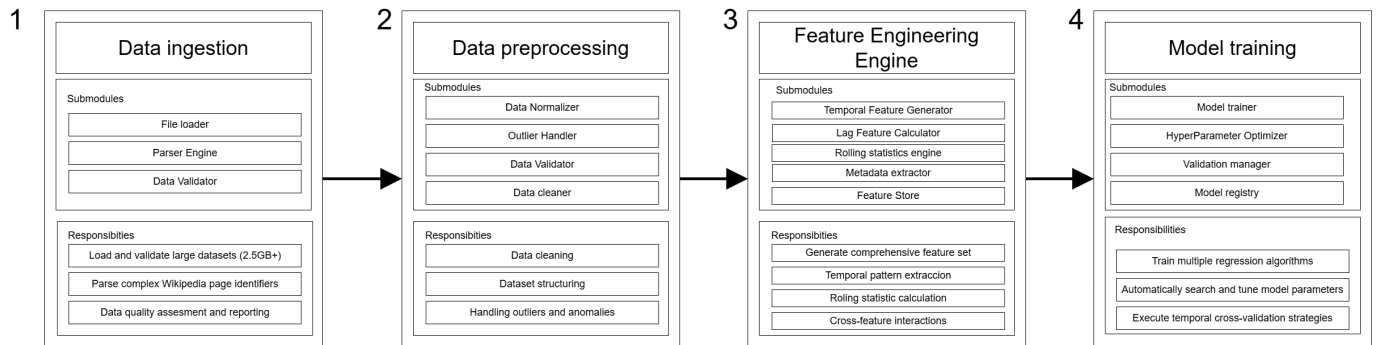 1
Data ingestion
Submodules
File loader
Parser Engine
Data Validator
Responsibities
Load and validate large datasets (2.5GB+)
Parse complex Wikipedia page identifiers
Data quality assesment and reporting
2
Data preprocessing
Submodules
Data Normalizer
Outlier Handler
Data Validator
Data cleaner
Responsibities
Data cleaning
Dataset structuring
Handling outliers and anomalies
3
Feature Engineering
Engine
Submodules
Temporal Feature Generator
Lag Feature Calculator
Rolling statistics engine
Metadata extractor
Feature Store
Responsibities
Generate comprehensive feature set
Temporal pattern extraccion
Roling statistic calculation
Cross-feature interactions
4
Model training
Submodules
Model trainer
HyperParameter Optimizer
Validation manager
Model registry
Responsibilities
Train multiple regression algorithms
Automatically search and tune model parameters
Execute temporal cross-validation strategies